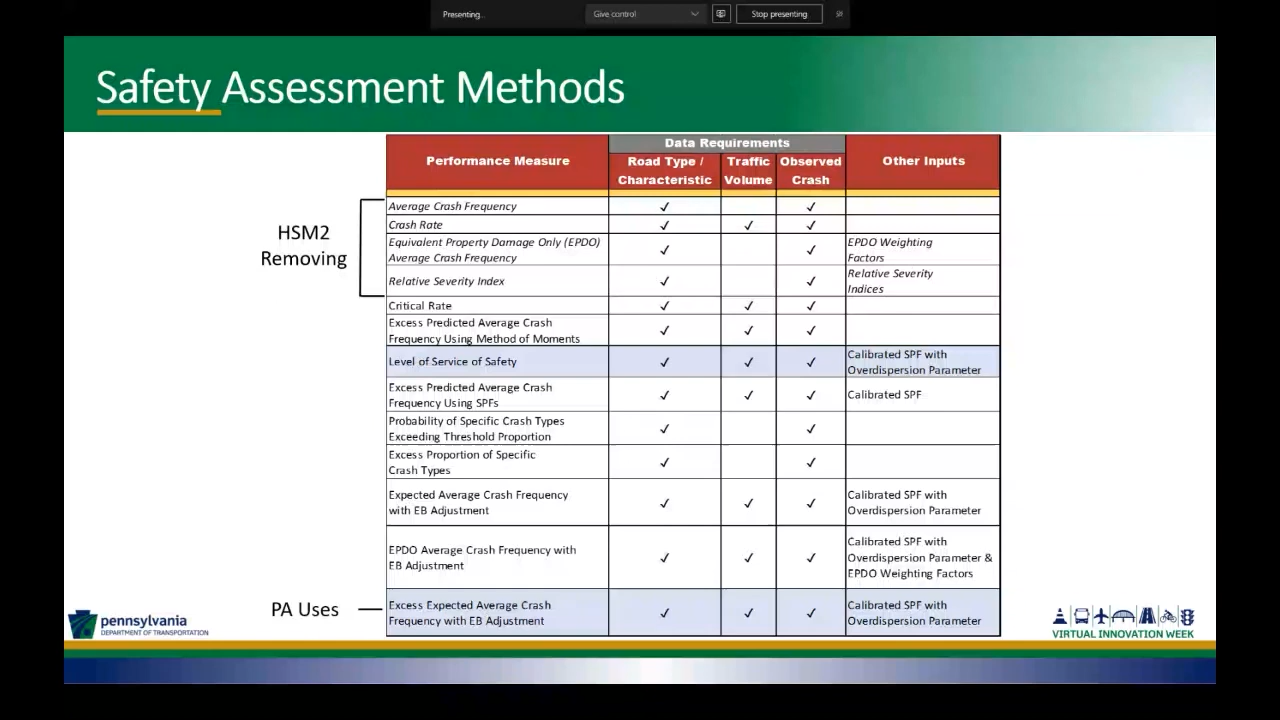 Presenting...
Give control
Stop presenting
Safety Assessment Methods
Performance Measure
Data Requirements
Road Type /
Characteristic
Traffic
Volume
Observed
Crash
Other Inputs
HSM2
Removing
Average Crash Frequency ✓ ✓
Crash Rate ✓ ✓ ✓
Equivalent Property Damage Only (EPDO)
Average Crash Frequency ✓ ✓
EPDO Weighting
Factors
Relative Severity Index ✓ ✓
Relative Severity
Indices
Critical Rate ✓ ✓ ✓
Excess Predicted Average Crash
Frequency Using Method of Moments ✓ ✓ ✓
Level of Service of Safety ✓ ✓ ✓
Calibrated SPF with
Overdispersion Parameter
Excess Predicted Average Crash
Frequency Using SPFs ✓ ✓ ✓
Calibrated SPF
Probability of Specific Crash Types
Exceeding Threshold Proportion ✓ ✓
Excess Proportion of Specific
Crash Types ✓ ✓
Expected Average Crash Frequency
with EB Adjustment ✓ ✓ ✓
Calibrated SPF with
Overdispersion Parameter
EPDO Average Crash Frequency with
EB Adjustment ✓ ✓ ✓
Calibrated SPF with
Overdispersion Parameter &
EPDO Weighting Factors
PA Uses
Excess Expected Average Crash
Frequency with EB Adjustment ✓ ✓ ✓
Calibrated SPF with
Overdispersion Parameter
pennsylvania
DEPARTMENT OF TRANSPORTATION
VIRTUAL INNOVATION WEEK